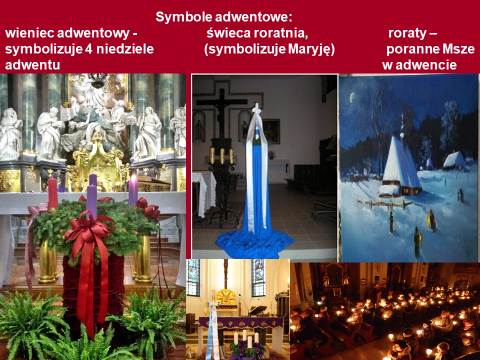 Symbole adwentowe:
wieniec adwentowy -
symbolizuje 4 niedziele
adwentu
świeca roratnia,
(symbolizuje Maryję)
roraty –
poranne Msze
w adwencie